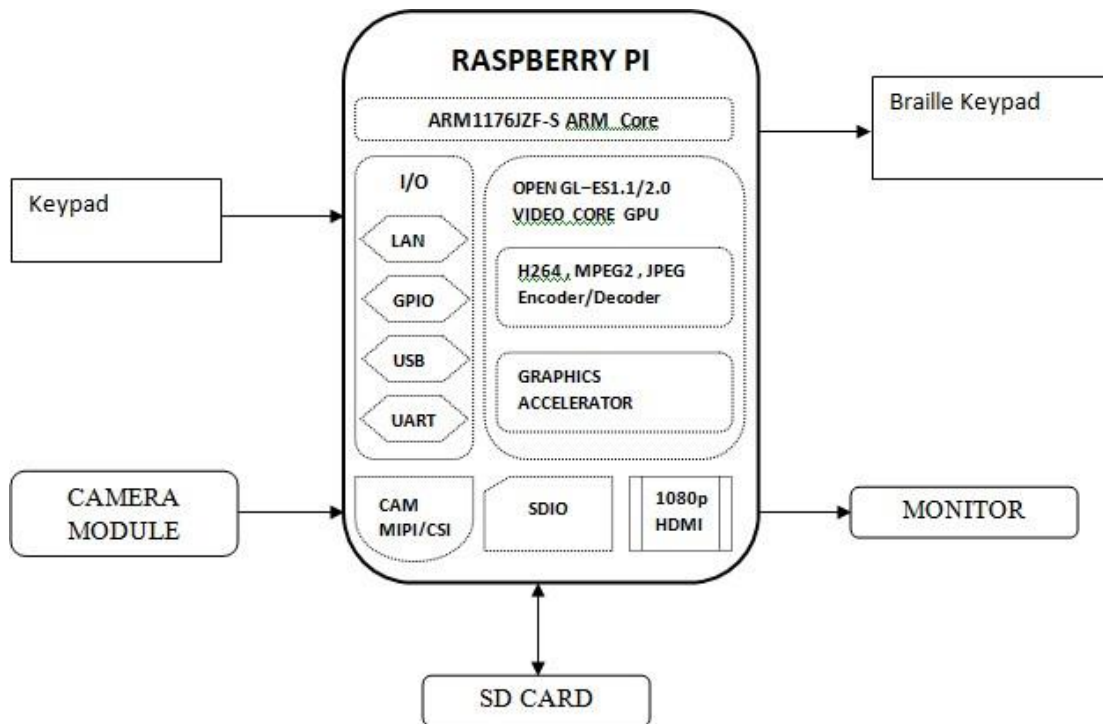 RASPBERRY PI
ARM1176JZF-S ARM Core
Braille Keypad
Keypad
I/O
LAN
GPIO
USB
UART
OPEN GL–ES1.1/2.0
VIDEO CORE GPU
H264 , MPEG2 , JPEG
Encoder/Decoder
GRAPHICS
ACCELERATOR
CAMERA
MODULE
CAM
MIPI/CSI
SDIO
1080p
HDMI
MONITOR
SD CARD